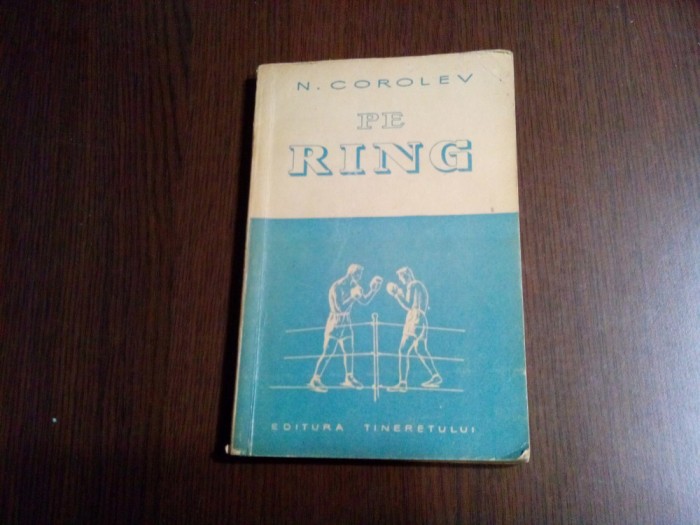 N. COROLEV
PE
RING
EDITURA TINERETULUI